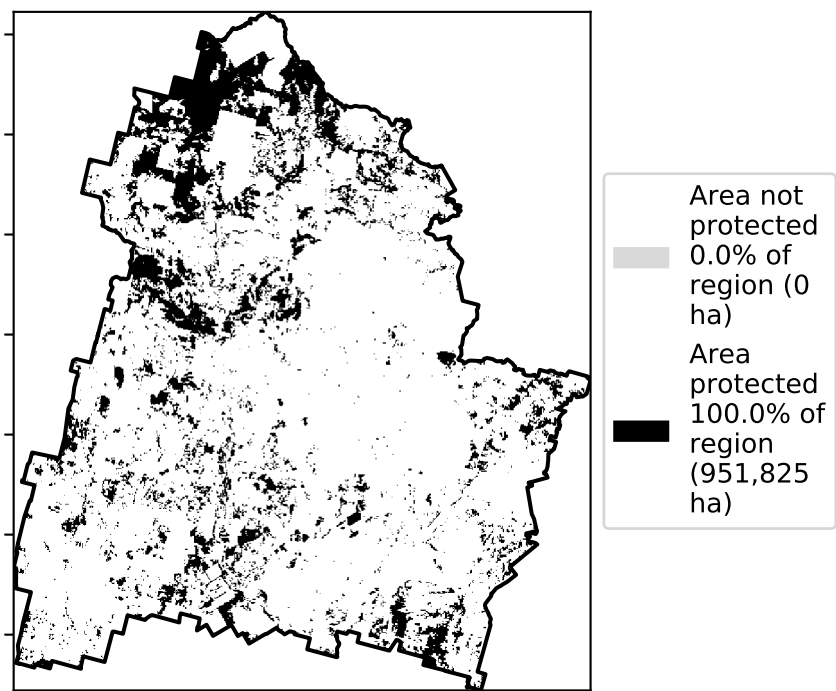 Area not
protected
0.0% of
region (0
ha)
Area
protected
100.0% of
region
(951,825
ha)